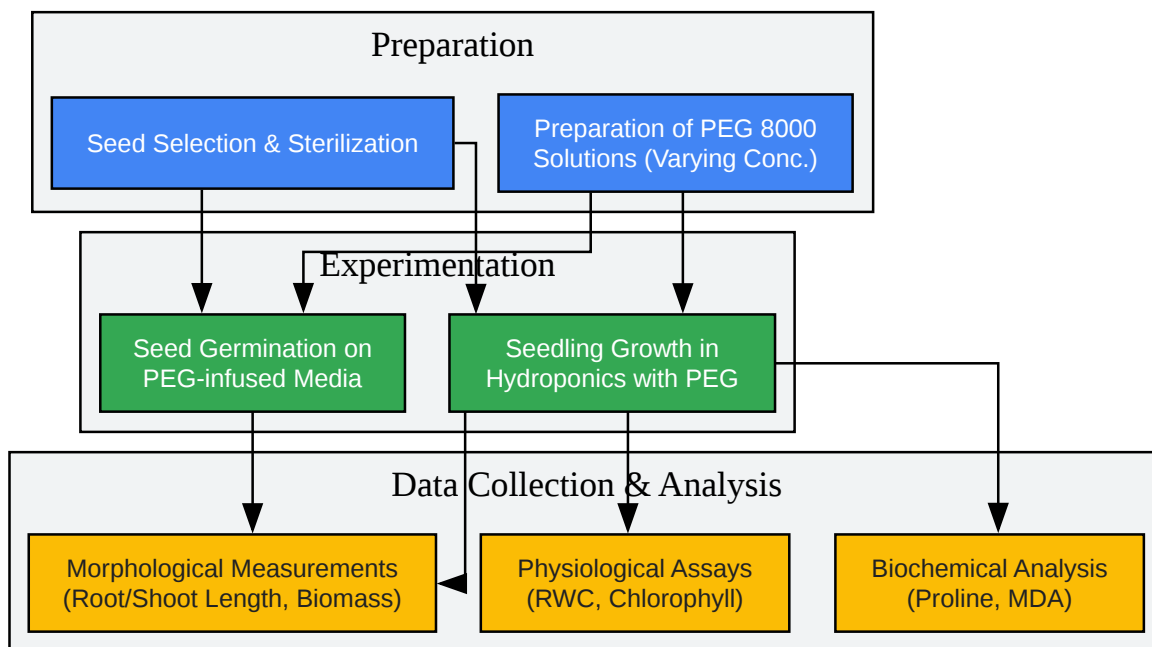 Preparation
Seed Selection & Sterilization
Preparation of PEG 8000
Solutions (Varying Conc.)
Experimentation
Seed Germination on
PEG-infused Media
Seedling Growth in
Hydroponics with PEG
Data Collection & Analysis
Morphological Measurements
(Root/Shoot Length, Biomass)
Physiological Assays
(RWC, Chlorophyll)
Biochemical Analysis
(Proline, MDA)